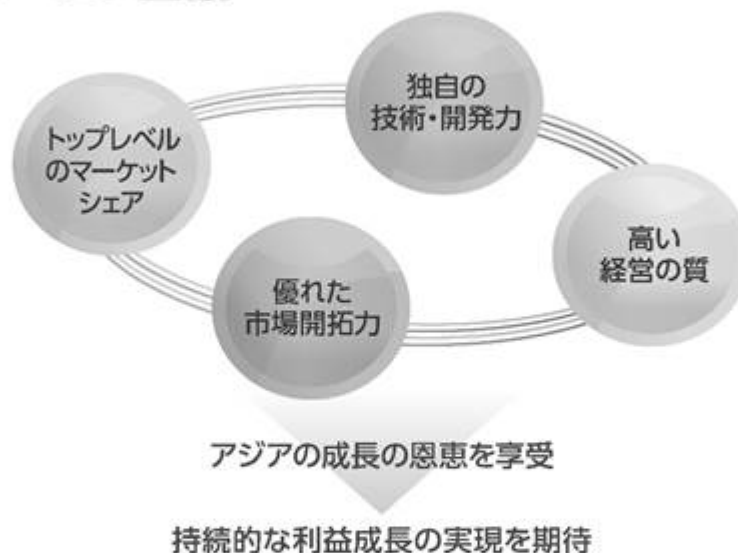 独自の
技術・開発力
トップレベル
のマーケット
シェア
高い
経営の質
優れた
市場開拓力
アジアの成長の恩恵を享受
持続的な利益成長の実現を期待